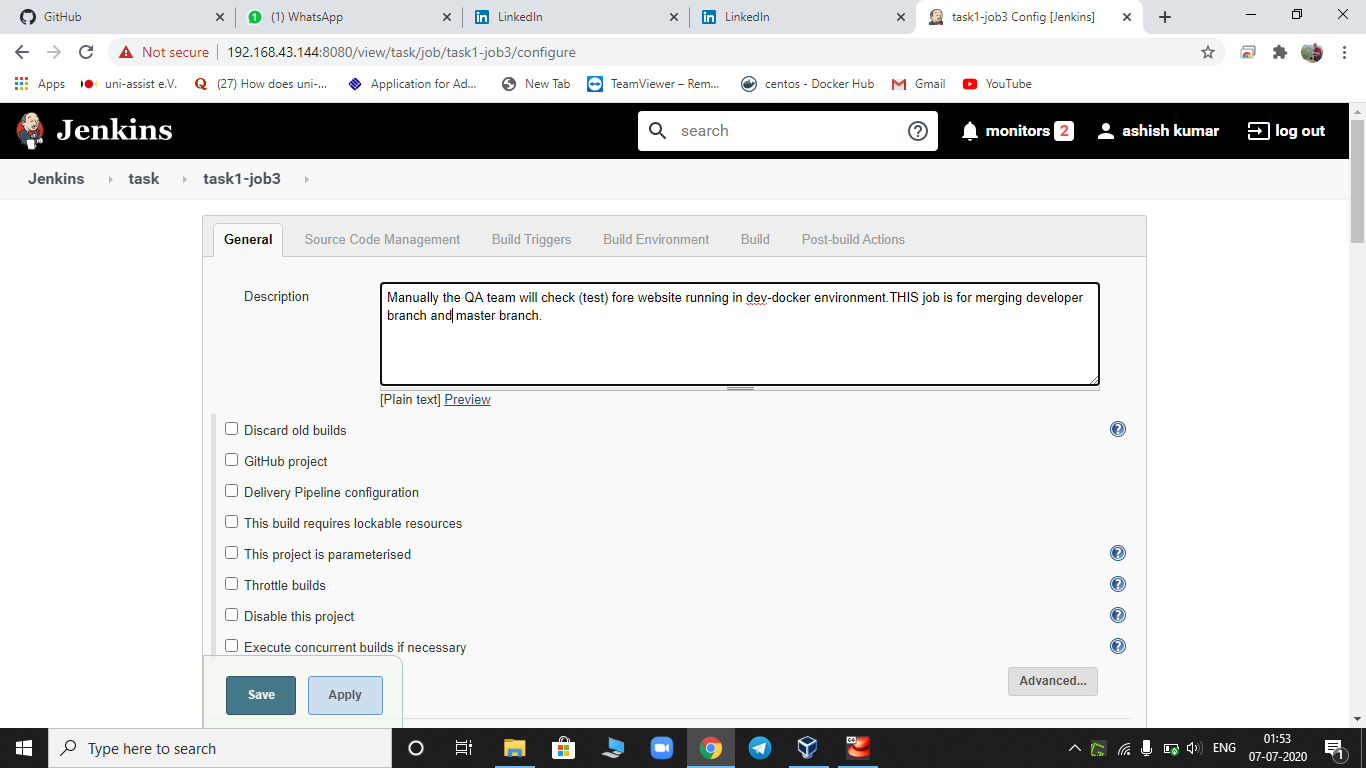 GitHub
(1) WhatsApp
LinkedIn
LinkedIn
task1-job3 Config [Jenkins]
Not secure
192.168.43.144:8080/view/task/job/task1-job3/configure
Apps
uni-assist e.V.
(27) How does uni-...
Application for Ad...
New Tab
TeamViewer – Rem...
centos - Docker Hub
Gmail
YouTube
Jenkins
search
monitors 2
ashish kumar
log out
Jenkins
task
task1-job3
General
Source Code Management
Build Triggers
Build Environment
Build
Post-build Actions
Description
Manually the QA team will check (test) fore website running in dev-docker environment.THIS job is for merging developer
branch and master branch.
[Plain text] Preview
Discard old builds
GitHub project
Delivery Pipeline configuration
This build requires lockable resources
This project is parameterised
Throttle builds
Disable this project
Execute concurrent builds if necessary
Advanced...
Save
Apply
Type here to search
ENG
01:53
07-07-2020
1